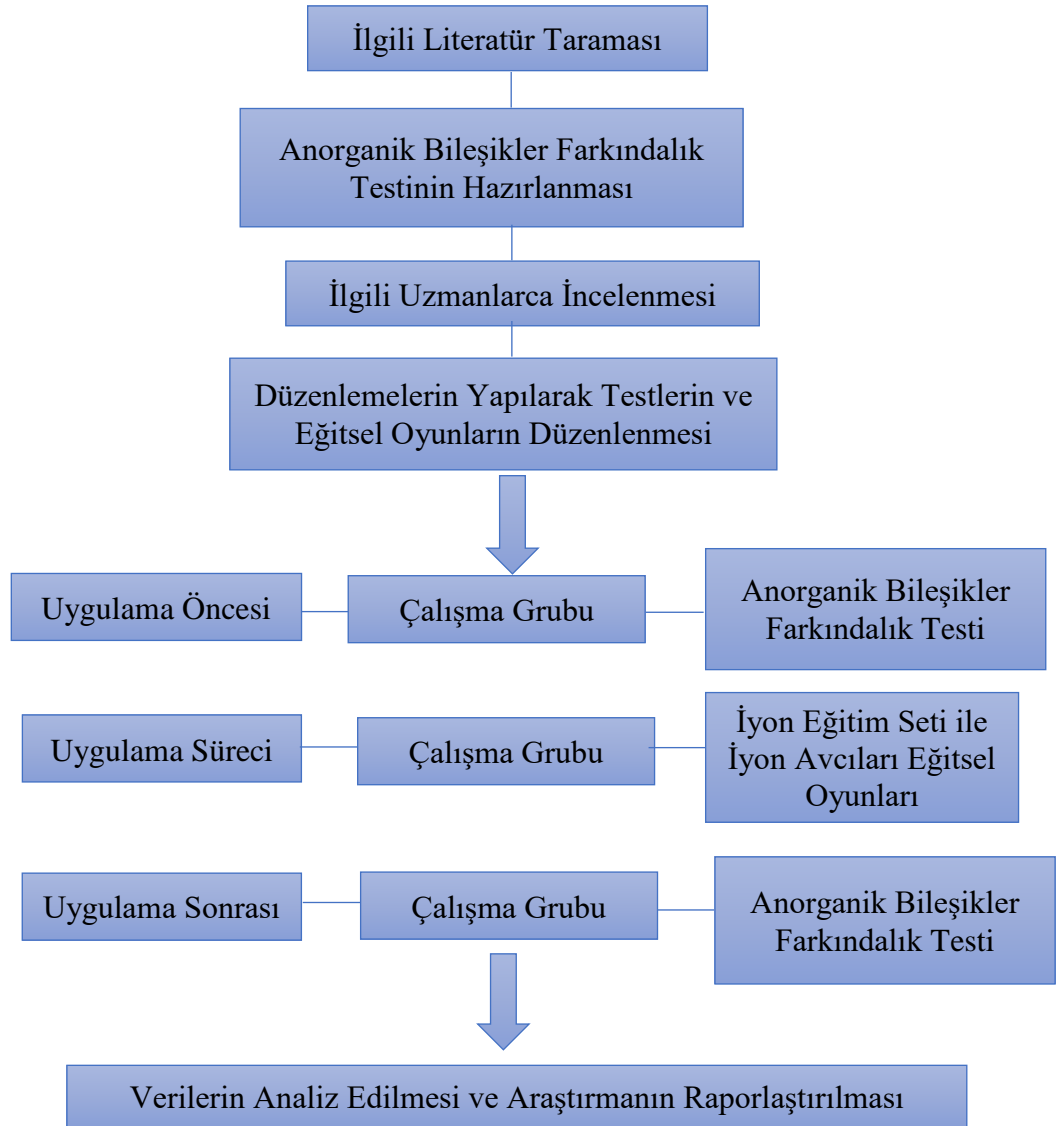 İlgili Literatür Taraması
Anorganik Bileşikler Farkındalık
Testinin Hazırlanması
İlgili Uzmanlarca İncelenmesi
Düzenlemelerin Yapılarak Testlerin ve
Eğitsel Oyunların Düzenlenmesi
Uygulama Öncesi
Çalışma Grubu
Anorganik Bileşikler
Farkındalık Testi
Uygulama Süreci
Çalışma Grubu
İyon Eğitim Seti ile
İyon Avcıları Eğitsel
Oyunları
Uygulama Sonrası
Çalışma Grubu
Anorganik Bileşikler
Farkındalık Testi
Verilerin Analiz Edilmesi ve Araştırmanın Raporlaştırılması